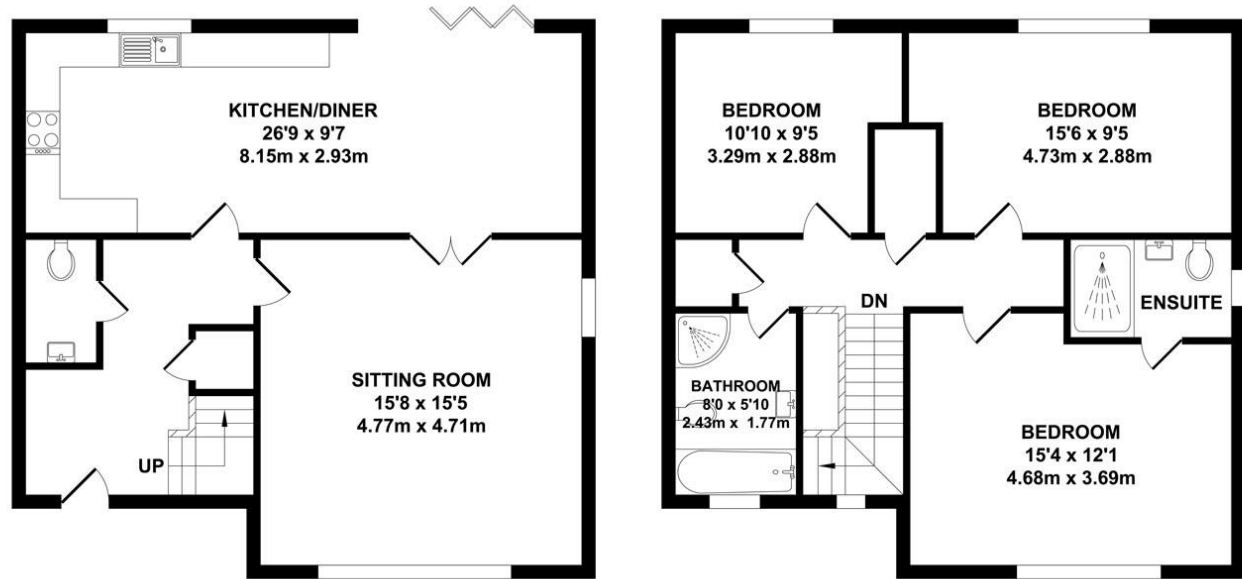 KITCHEN/DINER
26'9 x 9'7
8.15m x 2.93m
SITTING ROOM
15'8 x 15'5
4.77m x 4.71m
UP
BEDROOM
10'10 x 9'5
3.29m x 2.88m
BEDROOM
15'6 x 9'5
4.73m x 2.88m
DN
ENSUITE
BATHROOM
8'0 x 5'10
2.43m x 1.77m
BEDROOM
15'4 x 12'1
4.68m x 3.69m